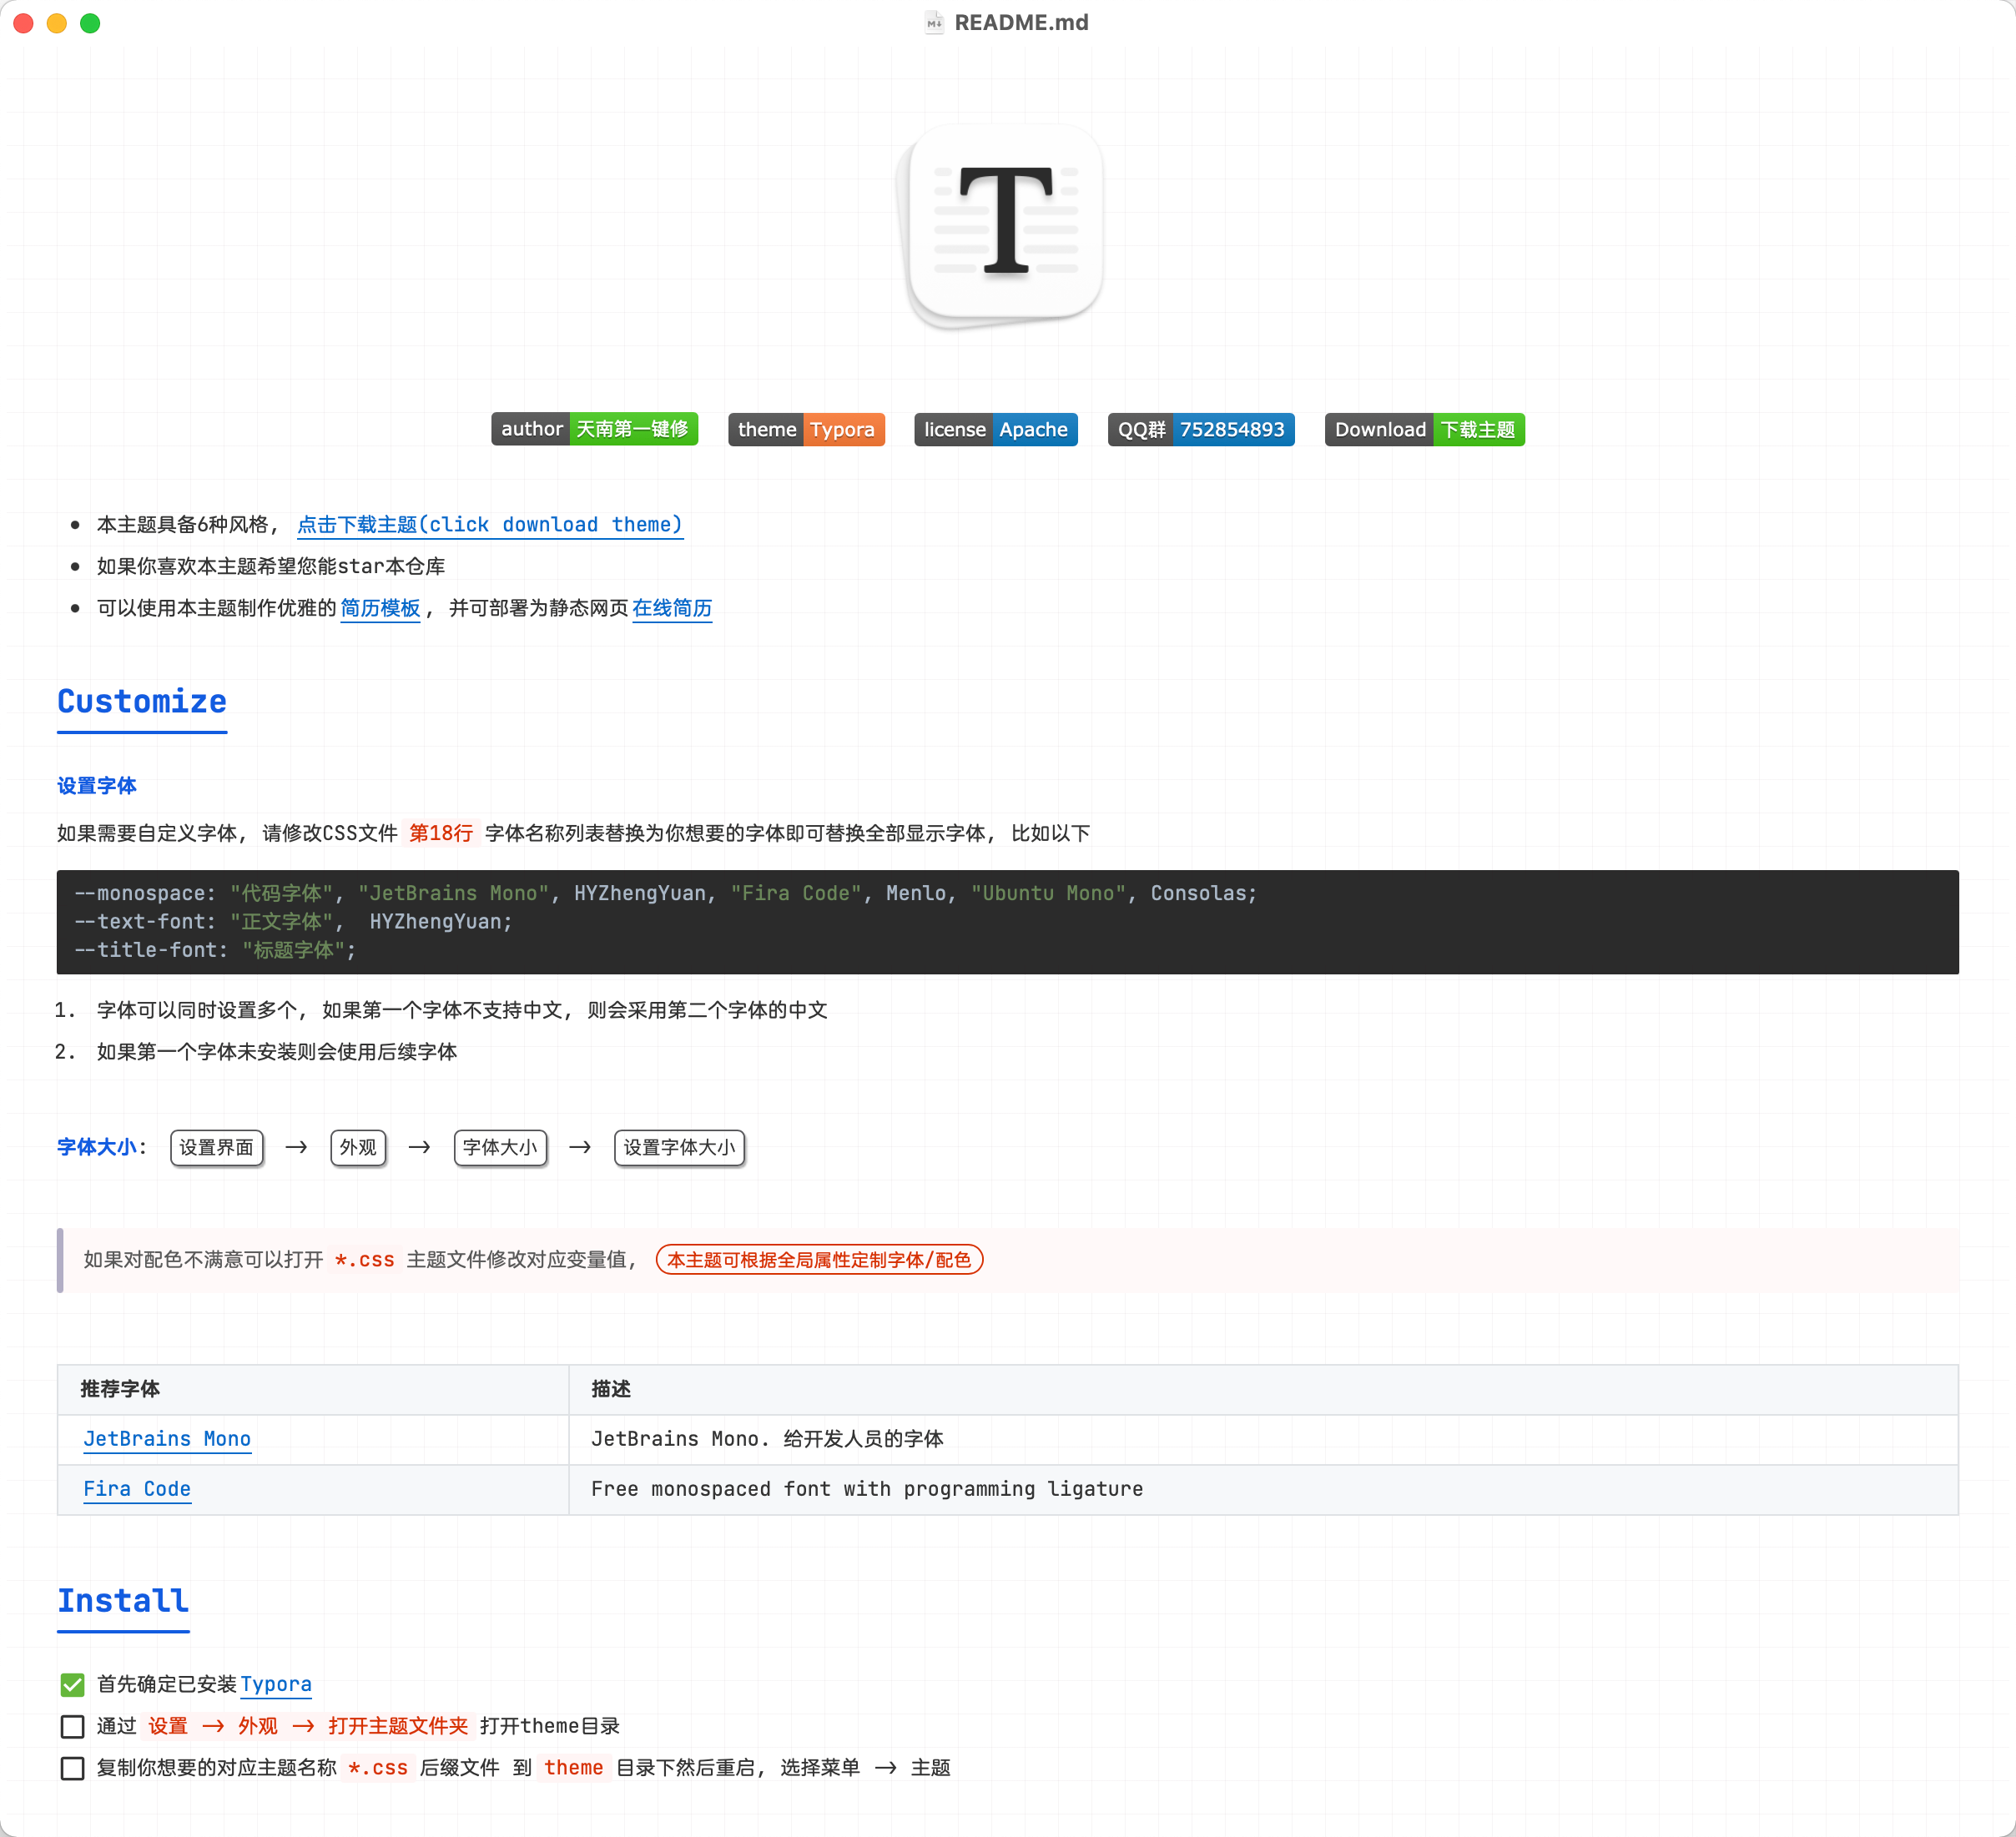 README.md
T
author 天南第一键修 theme Typora license Apache QQ群 752854893 Download 下载主题
本主题具备6种风格, 点击下载主题(click download theme)
如果你喜欢本主题希望您能star本仓库
可以使用本主题制作优雅的简历模板, 并可部署为静态网页在线简历
Customize
设置字体
如果需要自定义字体, 请修改CSS文件 第18行 字体名称列表替换为你想要的字体即可替换全部显示字体, 比如以下
--monospace: "代码字体", "JetBrains Mono", HYZhengYuan, "Fira Code", Menlo, "Ubuntu Mono", Consolas;
--text-font: "正文字体",  HYZhengYuan;
--title-font: "标题字体";
1. 字体可以同时设置多个, 如果第一个字体不支持中文, 则会采用第二个字体的中文
2. 如果第一个字体未安装则会使用后续字体
字体大小: 设置界面 → 外观 → 字体大小 → 设置字体大小
如果对配色不满意可以打开 *.css 主题文件修改对应变量值, 本主题可根据全局属性定制字体/配色
推荐字体 描述
JetBrains Mono JetBrains Mono. 给开发人员的字体
Fira Code Free monospaced font with programming ligature
Install
首先确定已安装Typora
通过 设置 → 外观 → 打开主题文件夹 打开theme目录
复制你想要的对应主题名称 *.css 后缀文件 到 theme 目录下然后重启, 选择菜单 → 主题